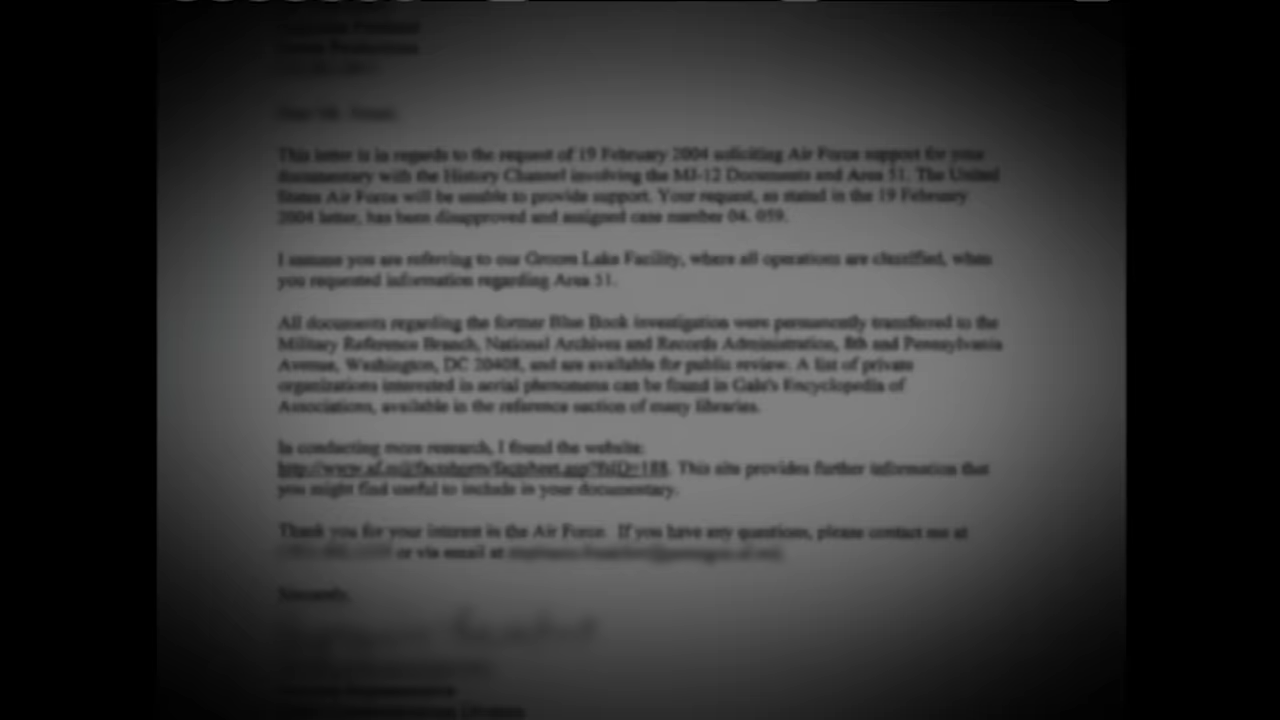 This letter is in regards to the request of 19 February 2004 soliciting Air Force support for your
documentary with the History Channel involving the MJ-12 Documents and Area 51. The United
States Air Force will be unable to provide support. Your request, as stated in the 19 February
2004 letter, has been disapproved and assigned case number 04. 059.
I assume you are referring to our Groom Lake Facility, where all operations are classified, when
you requested information regarding Area 51.
All documents regarding the former Blue Book investigation were permanently transferred to the
Military Reference Branch, National Archives and Records Administration, 8th and Pennsylvania
Avenue, Washington, DC 20408, and are available for public review. A list of private
organizations interested in aerial phenomena can be found in Gale's Encyclopedia of
Associations, available in the reference section of many libraries.
In conducting more research, I found the website:
http://www.af.mil/factsheets/factsheet.asp?fsID=188. This site provides further information that
you might find useful to include in your documentary.
Thank you for your interest in the Air Force. If you have any questions, please contact me at
or via email at
Sincerely,